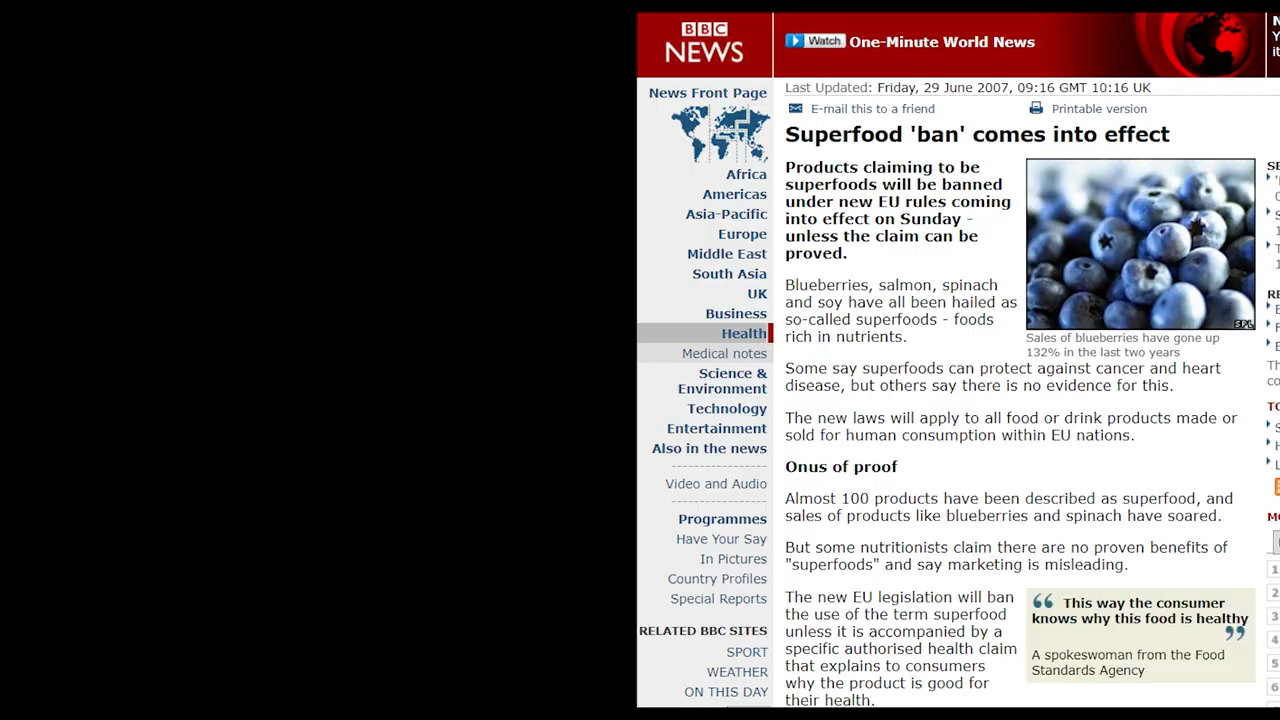 BBC
NEWS
Watch One-Minute World News
Last Updated: Friday, 29 June 2007, 09:16 GMT 10:16 UK
E-mail this to a friend
Printable version
News Front Page
Africa
Americas
Asia-Pacific
Europe
Middle East
South Asia
UK
Business
Health
Medical notes
Science &
Environment
Technology
Entertainment
Also in the news
Video and Audio
Programmes
Have Your Say
In Pictures
Country Profiles
Special Reports
RELATED BBC SITES
SPORT
WEATHER
ON THIS DAY
Superfood 'ban' comes into effect
Products claiming to be
superfoods will be banned
under new EU rules coming
into effect on Sunday -
unless the claim can be
proved.
SPL
Sales of blueberries have gone up
132% in the last two years
Blueberries, salmon, spinach
and soy have all been hailed as
so-called superfoods - foods
rich in nutrients.
Some say superfoods can protect against cancer and heart
disease, but others say there is no evidence for this.
The new laws will apply to all food or drink products made or
sold for human consumption within EU nations.
Onus of proof
Almost 100 products have been described as superfood, and
sales of products like blueberries and spinach have soared.
But some nutritionists claim there are no proven benefits of
"superfoods" and say marketing is misleading.
The new EU legislation will ban
the use of the term superfood
unless it is accompanied by a
specific authorised health claim
that explains to consumers
why the product is good for
their health.
“ This way the consumer
knows why this food is healthy
”
A spokeswoman from the Food
Standards Agency
1
2
3
4
5
6